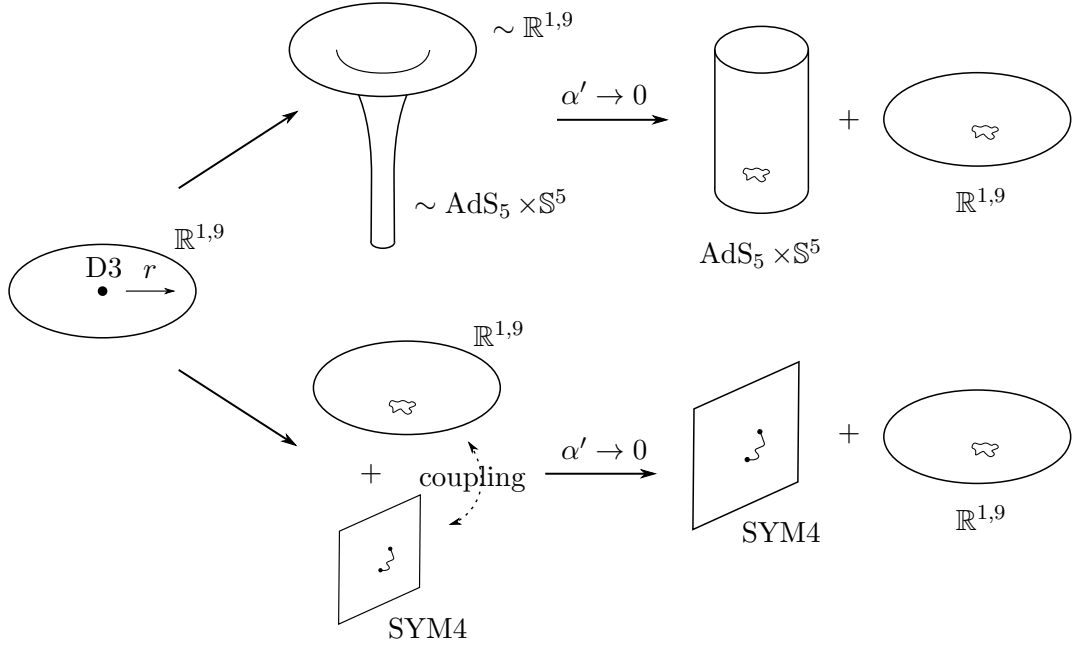 ∼ ℝ^{1,9}
α′ → 0
+
∼ AdS₅ ×𝕊⁵
ℝ^{1,9}
AdS₅ ×𝕊⁵
ℝ^{1,9}
D3
r
ℝ^{1,9}
+
coupling
α′ → 0
+
SYM4
ℝ^{1,9}
SYM4